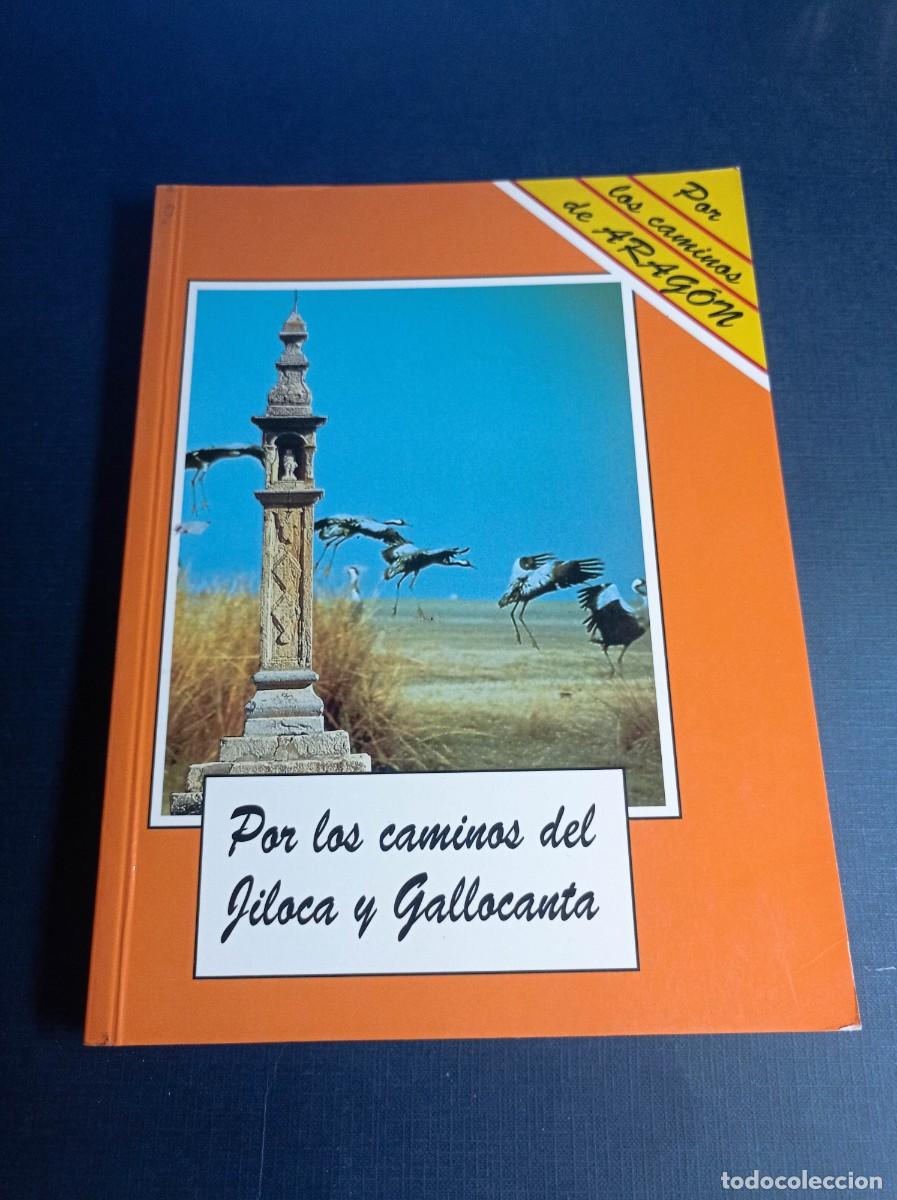 Por
los caminos
de ARAGÓN
Por los caminos del
Jiloca y Gallocanta
todocoleccion